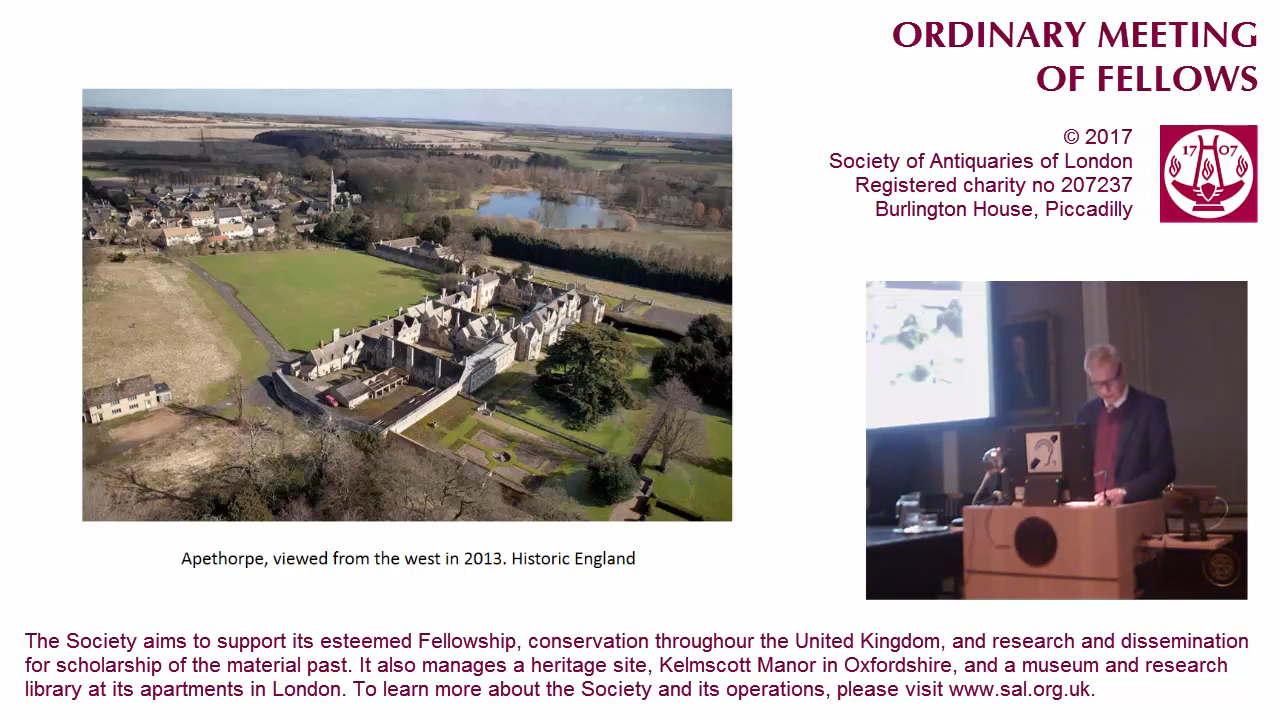 ORDINARY MEETING
OF FELLOWS
© 2017
Society of Antiquaries of London
Registered charity no 207237
Burlington House, Piccadilly
1707
Apethorpe, viewed from the west in 2013. Historic England
The Society aims to support its esteemed Fellowship, conservation throughour the United Kingdom, and research and dissemination
for scholarship of the material past. It also manages a heritage site, Kelmscott Manor in Oxfordshire, and a museum and research
library at its apartments in London. To learn more about the Society and its operations, please visit www.sal.org.uk.